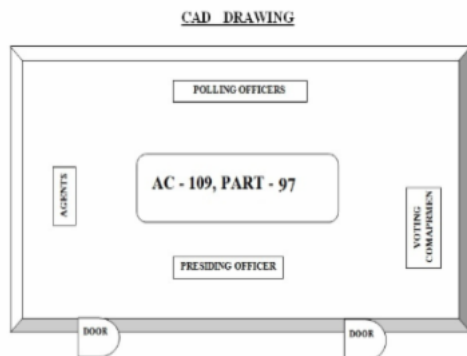 CAD DRAWING
POLLING OFFICERS
AGENTS
AC - 109, PART - 97
VOTING
COMAPRMEN
PRESIDING OFFICER
DOOR
DOOR